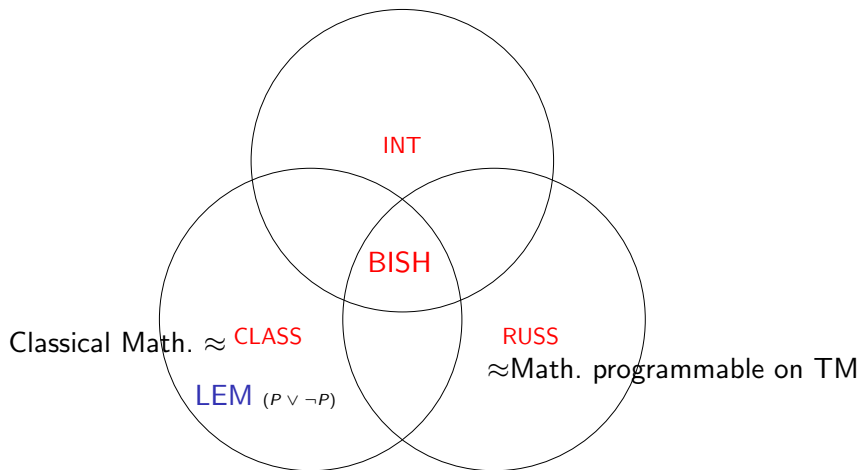 INT
BISH
Classical Math. ≈ CLASS
RUSS
≈Math. programmable on TM
LEM (P ∨ ¬P)